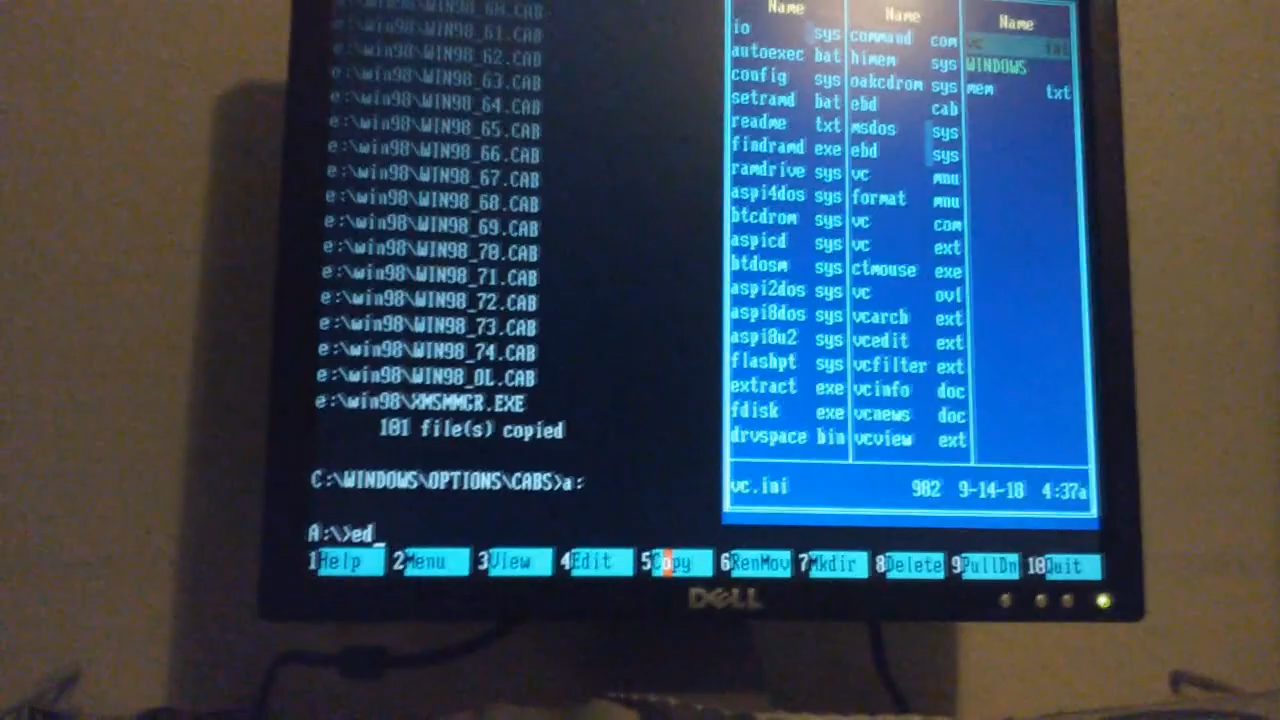 e:\win98\WIN98_60.CAB
e:\win98\WIN98_61.CAB
e:\win98\WIN98_62.CAB
e:\win98\WIN98_63.CAB
e:\win98\WIN98_64.CAB
e:\win98\WIN98_65.CAB
e:\win98\WIN98_66.CAB
e:\win98\WIN98_67.CAB
e:\win98\WIN98_68.CAB
e:\win98\WIN98_69.CAB
e:\win98\WIN98_70.CAB
e:\win98\WIN98_71.CAB
e:\win98\WIN98_72.CAB
e:\win98\WIN98_73.CAB
e:\win98\WIN98_74.CAB
e:\win98\WIN98_OL.CAB
e:\win98\XMSMMGR.EXE
101 file(s) copied
C:\WINDOWS\OPTIONS\CABS>a:
A:\>ed_
Name Name Name
io sys command com vc ini
autoexec bat himem sys WINDOWS
config sys oakcdrom sys mem txt
setramd bat ebd cab
readme txt msdos sys
findramd exe ebd sys
ramdrive sys vc mnu
aspi4dos sys format mnu
btcdrom sys vc com
aspicd sys vc ext
btdosm sys ctmouse exe
aspi2dos sys vc ovl
aspi8dos sys vcarch ext
aspi8u2 sys vcedit ext
flashpt sys vcfilter ext
extract exe vcinfo doc
fdisk exe vcnews doc
drvspace bin vcview ext
vc.ini 982 9-14-18 4:37a
1Help 2Menu 3View 4Edit 5Copy 6RenMov 7Mkdir 8Delete 9PullDn 10Quit
DELL